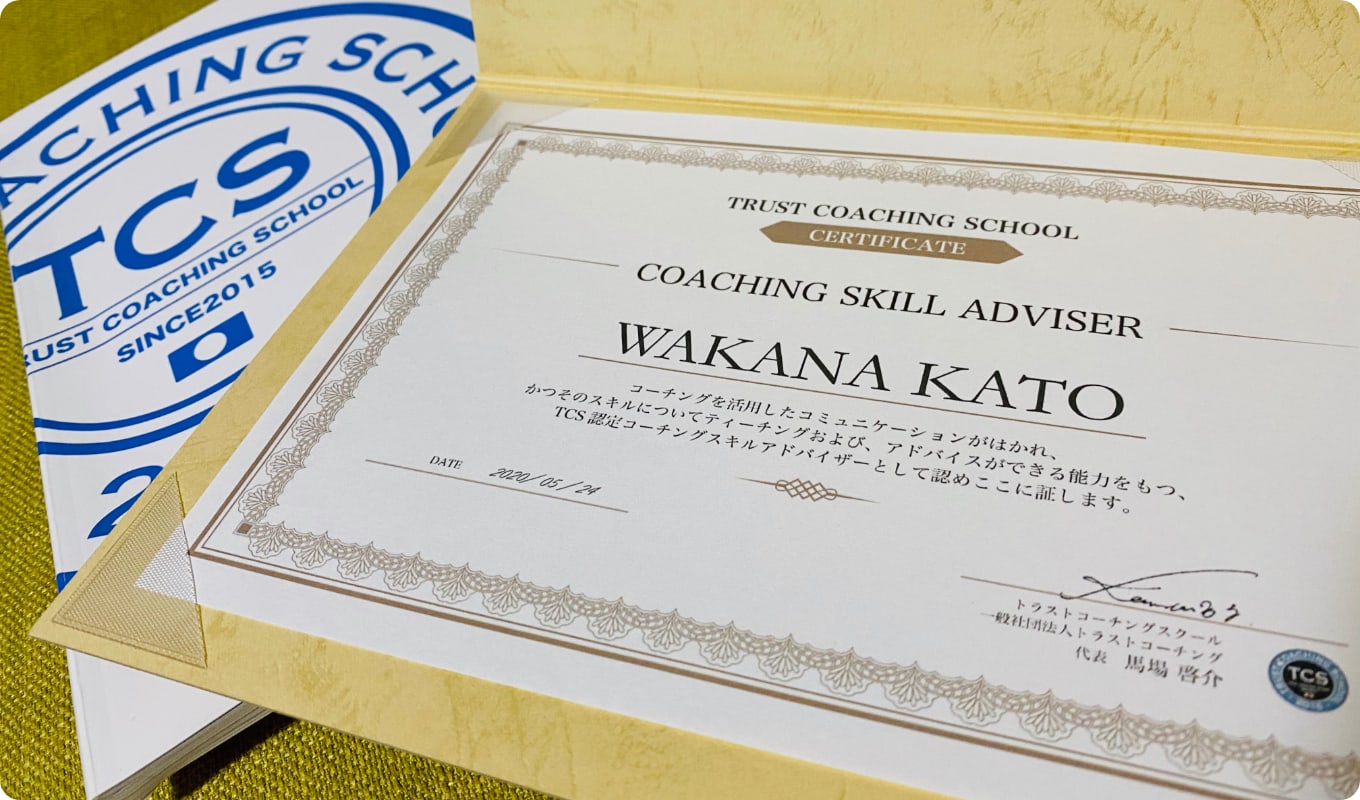 ACHING SCH
TCS
RUST COACHING SCHOOL
SINCE2015
2
TRUST COACHING SCHOOL
CERTIFICATE
COACHING SKILL ADVISER
WAKANA KATO
コーチングを活用したコミュニケーションがはかれ、
かつそのスキルについてティーチングおよび、アドバイスができる能力をもつ、
TCS 認定コーチングスキルアドバイザーとして認めここに証します。
DATE 2020/05/24
トラストコーチングスクール
一般社団法人トラストコーチング
代表 馬場 啓介
TCS